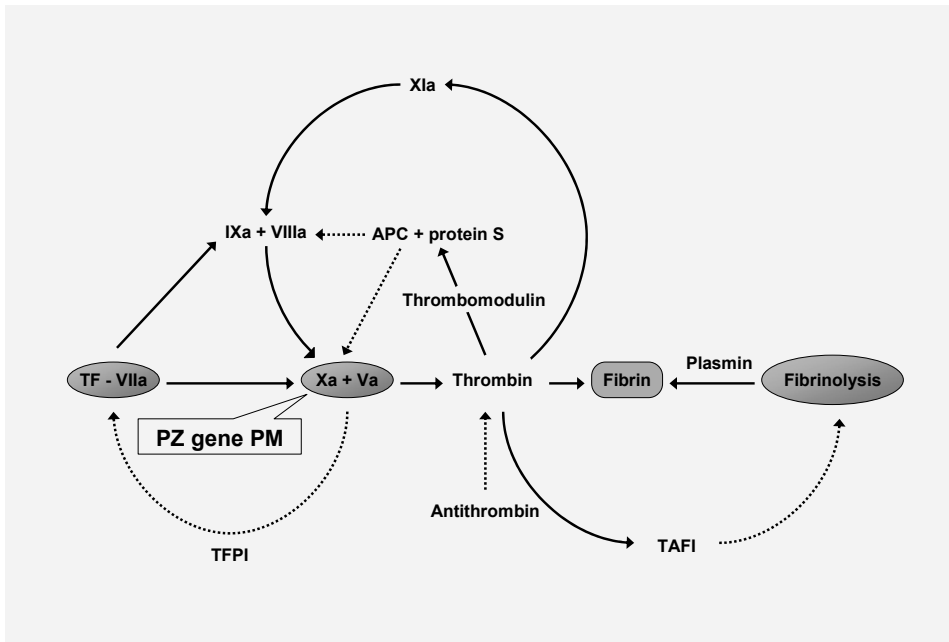 XIa
IXa + VIIIa
APC + protein S
Thrombomodulin
TF - VIIa
Xa + Va
Thrombin
Fibrin
Plasmin
Fibrinolysis
PZ gene PM
Antithrombin
TFPI
TAFI